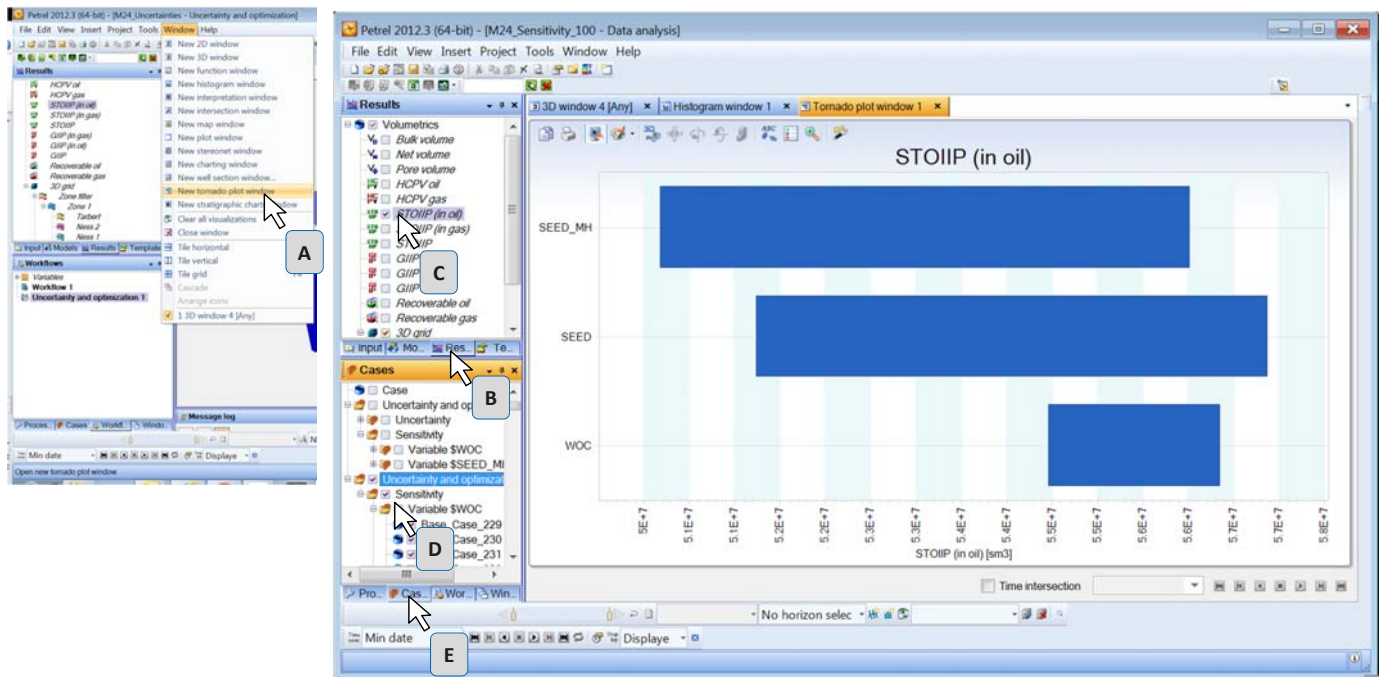 Petrel 2012.3 (64-bit) - [M24_Uncertainties - Uncertainty and optimization]
File Edit View Insert Project Tools Window Help
New 2D window
New 3D window
New function window
New histogram window
New interpretation window
New intersection window
New map window
New plot window
New stereonet window
New charting window
New well section window...
New tornado plot window
New stratigraphic chart window
Clear all visualizations
Close window
Tile horizontal
Tile vertical
Tile grid
Cascade
Arrange icons
1 3D window 4 [Any]
Results
HCPV oil
HCPV gas
STOIIP (in oil)
STOIIP (in gas)
STOIIP
GIIP (in gas)
GIIP (in oil)
GIIP
Recoverable oil
Recoverable gas
3D grid
Zone filter
Zone 1
Tarbert
Ness 2
Ness 1
Input Models Results Template
Workflows
Variables
Workflow 1
Uncertainty and optimization 1
A
Message log
Proces.. Cases Workf.. Windo..
Min date
Displaye
Open new tornado plot window
Petrel 2012.3 (64-bit) - [M24_Sensitivity_100 - Data analysis]
File Edit View Insert Project Tools Window Help
Results
Volumetrics
Bulk volume
Net volume
Pore volume
HCPV oil
HCPV gas
STOIIP (in oil)
STOIIP (in gas)
STOIIP
GIIP
GIIP
GIIP
Recoverable oil
Recoverable gas
3D grid
C
Input Mo... Res... Te...
B
Cases
Case
Uncertainty and op
Uncertainty
Sensitivity
Variable $WOC
Variable $SEED_MI
Uncertainty and optimizat
Sensitivity
Variable $WOC
Base_Case_229
Case_230
Case_231
D
Pro... Cas... Wor... Win...
E
3D window 4 [Any] Histogram window 1 Tornado plot window 1
STOIIP (in oil)
SEED_MH
SEED
WOC
5E+7 5.1E+7 5.1E+7 5.2E+7 5.2E+7 5.3E+7 5.3E+7 5.4E+7 5.4E+7 5.5E+7 5.5E+7 5.6E+7 5.6E+7 5.7E+7 5.7E+7 5.8E+7
STOIIP (in oil) [sm3]
Time intersection
No horizon selec
Min date
Displaye